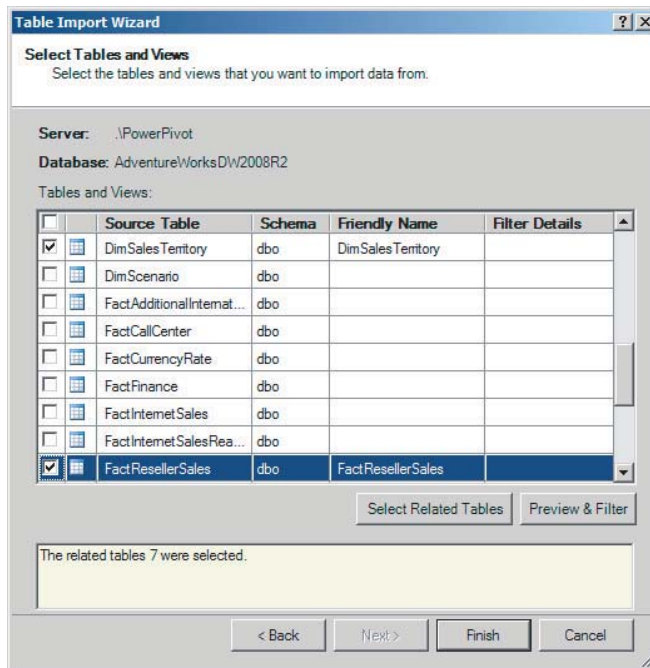 Table Import Wizard
Select Tables and Views
Select the tables and views that you want to import data from.
Server: .\PowerPivot
Database: AdventureWorksDW2008R2
Tables and Views:
Source Table Schema Friendly Name Filter Details
DimSalesTerritory dbo DimSalesTerritory
DimScenario dbo
FactAdditionalInternat... dbo
FactCallCenter dbo
FactCurrencyRate dbo
FactFinance dbo
FactInternetSales dbo
FactInternetSalesRea... dbo
FactResellerSales dbo FactResellerSales
Select Related Tables Preview & Filter
The related tables 7 were selected.
< Back Next > Finish Cancel